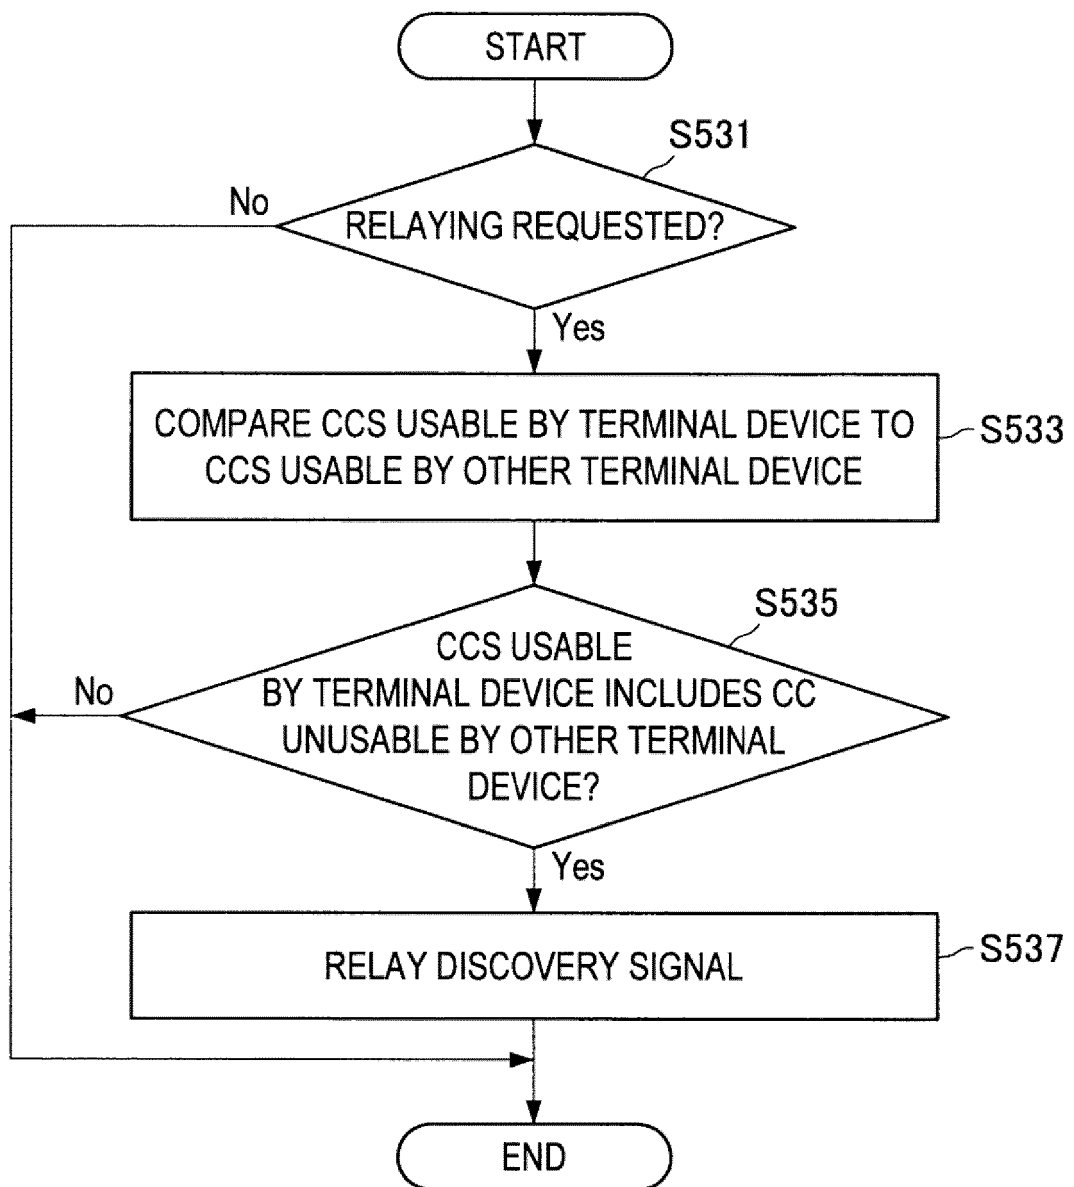 START
S531
No
RELAYING REQUESTED?
Yes
COMPARE CCS USABLE BY TERMINAL DEVICE TO
CCS USABLE BY OTHER TERMINAL DEVICE
S533
S535
CCS USABLE
BY TERMINAL DEVICE INCLUDES CC
UNUSABLE BY OTHER TERMINAL
DEVICE?
No
Yes
RELAY DISCOVERY SIGNAL
S537
END